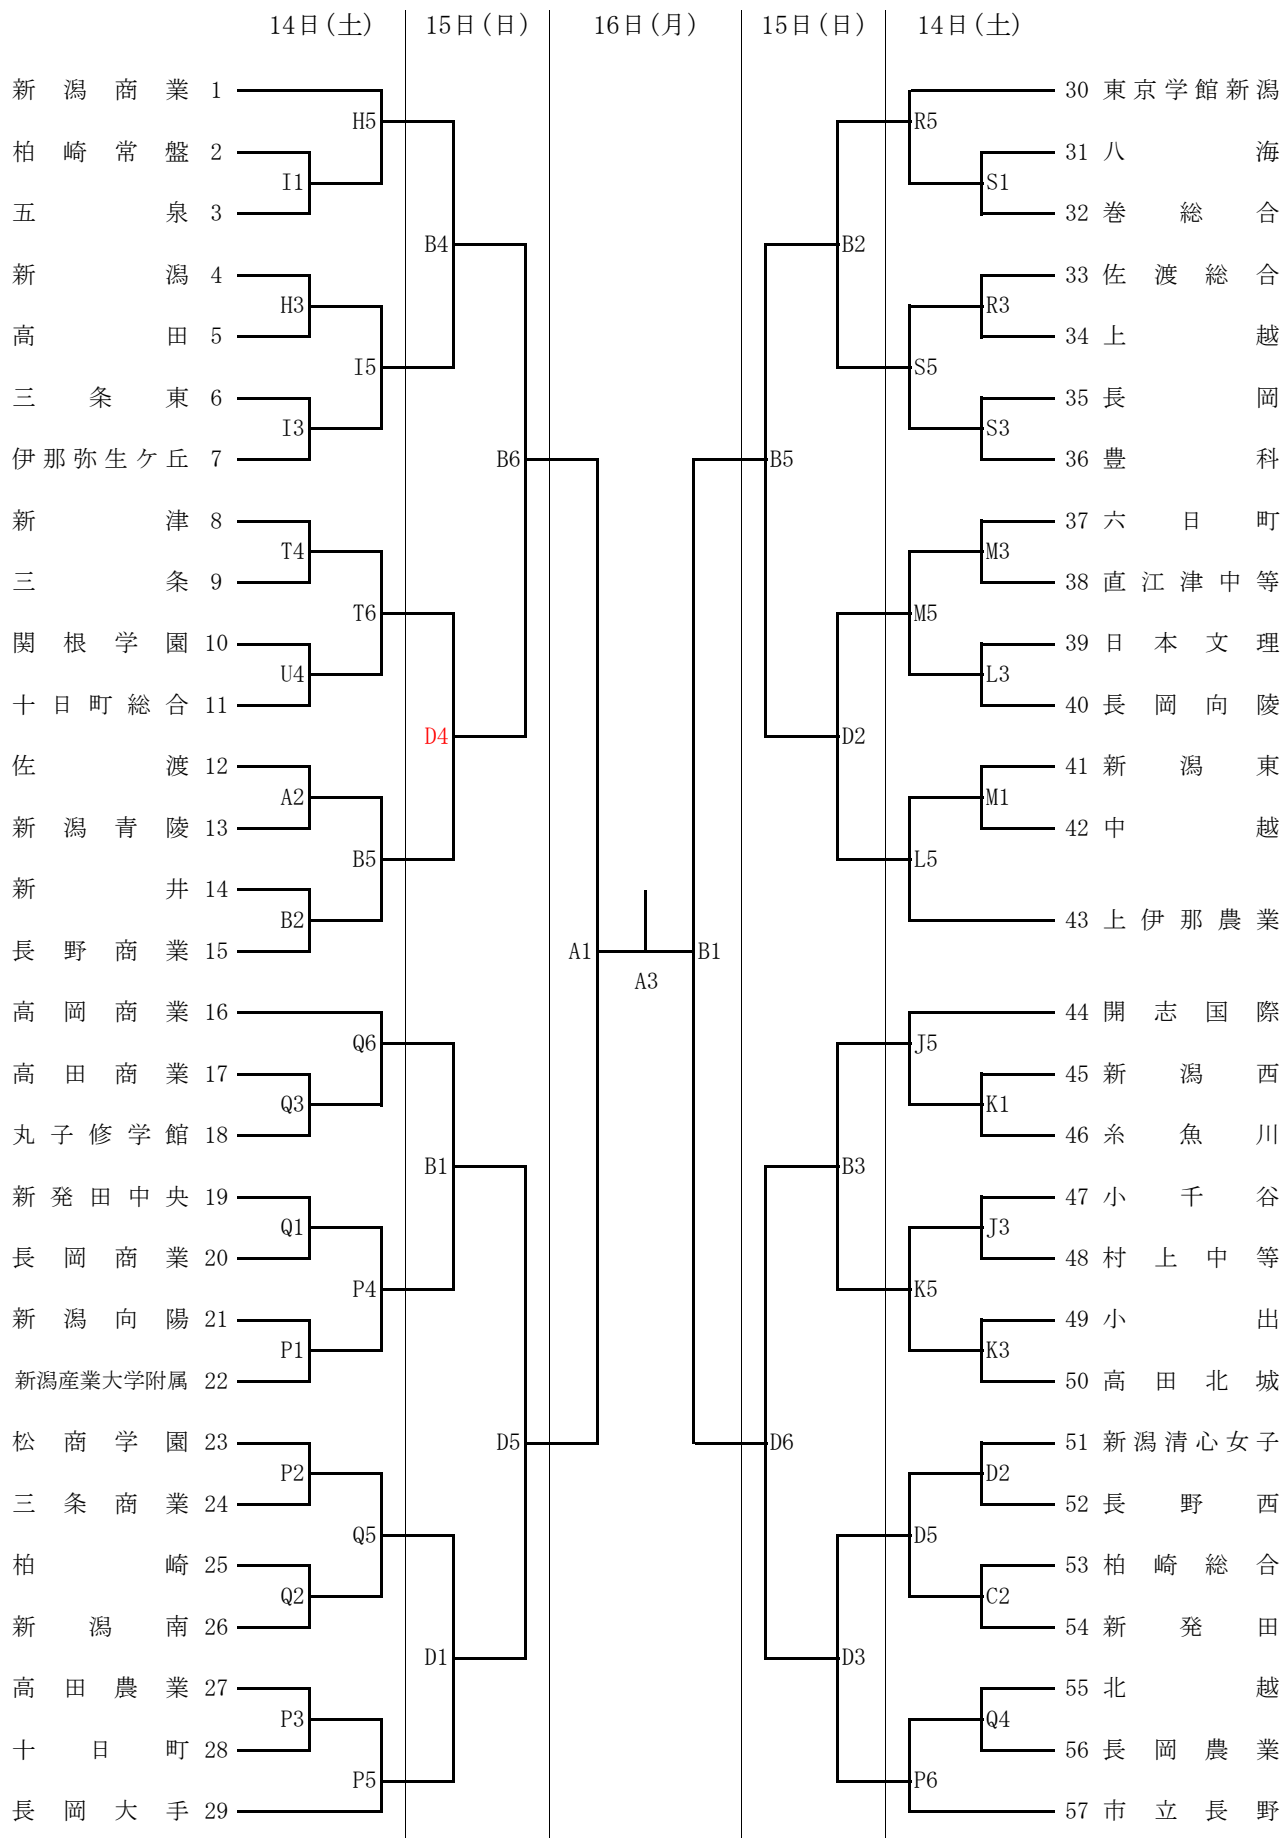 14日(土) 15日(日) 16日(月) 15日(日) 14日(土)
新潟商業 1 30 東京学館新潟
H5 R5
柏崎常盤 2 31 八海
I1 S1
五泉 3 32 巻総合
B4 B2
新潟 4 33 佐渡総合
H3 R3
高田 5 34 上越
I5 S5
三条東 6 35 長岡
I3 S3
伊那弥生ケ丘 7 B6 B5 36 豊科
新津 8 37 六日町
T4 M3
三条 9 38 直江津中等
T6 M5
関根学園 10 39 日本文理
U4 L3
十日町総合 11 40 長岡向陵
D4 D2
佐渡 12 41 新潟東
A2 M1
新潟青陵 13 42 中越
B5 L5
新井 14
B2 43 上伊那農業
長野商業 15 A1 B1
A3
高岡商業 16 44 開志国際
Q6 J5
高田商業 17 45 新潟西
Q3 K1
丸子修学館 18 46 糸魚川
B1 B3
新発田中央 19 47 小千谷
Q1 J3
長岡商業 20 48 村上中等
P4 K5
新潟向陽 21 49 小出
P1 K3
新潟産業大学附属 22 50 高田北城
松商学園 23 D5 D6 51 新潟清心女子
P2 D2
三条商業 24 52 長野西
Q5 D5
柏崎 25 53 柏崎総合
Q2 C2
新潟南 26 54 新発田
D1 D3
高田農業 27 55 北越
P3 Q4
十日町 28 56 長岡農業
P5 P6
長岡大手 29 57 市立長野